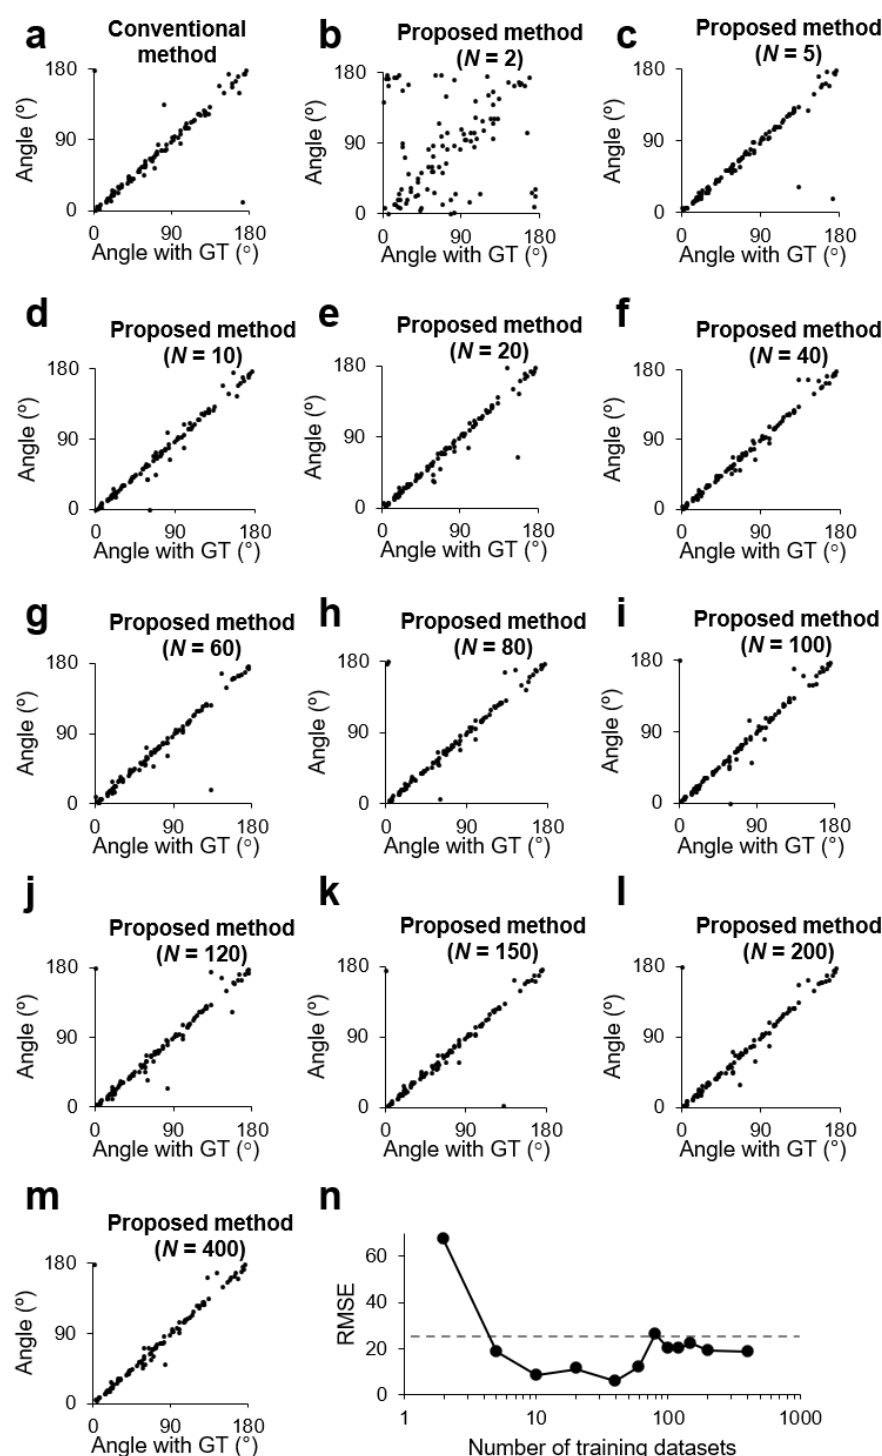 a
Conventional
method
180
90
0
Angle (º)
0
90
180
Angle with GT (°)
b
Proposed method
(N = 2)
180
90
0
Angle (º)
0
90
180
Angle with GT (°)
c
Proposed method
(N = 5)
180
90
0
Angle (º)
0
90
180
Angle with GT (°)
d
Proposed method
(N = 10)
180
90
0
Angle (º)
0
90
180
Angle with GT (°)
e
Proposed method
(N = 20)
180
90
0
Angle (º)
0
90
180
Angle with GT (°)
f
Proposed method
(N = 40)
180
90
0
Angle (º)
0
90
180
Angle with GT (°)
g
Proposed method
(N = 60)
180
90
0
Angle (º)
0
90
180
Angle with GT (°)
h
Proposed method
(N = 80)
180
90
0
Angle (º)
0
90
180
Angle with GT (°)
i
Proposed method
(N = 100)
180
90
0
Angle (º)
0
90
180
Angle with GT (°)
j
Proposed method
(N = 120)
180
90
0
Angle (º)
0
90
180
Angle with GT (°)
k
Proposed method
(N = 150)
180
90
0
Angle (º)
0
90
180
Angle with GT (°)
l
Proposed method
(N = 200)
180
90
0
Angle (º)
0
90
180
Angle with GT (°)
m
Proposed method
(N = 400)
180
90
0
Angle (º)
0
90
180
Angle with GT (°)
n
60
40
20
0
RMSE
1
10
100
1000
Number of training datasets